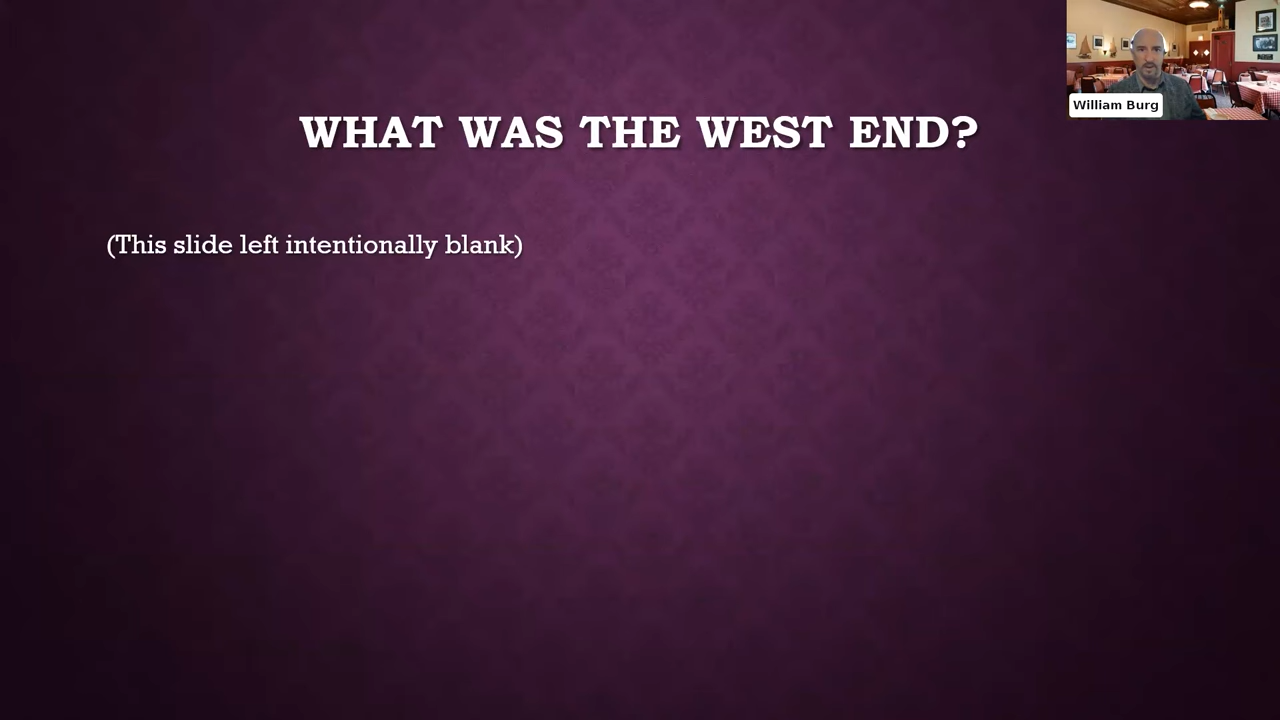 William Burg
WHAT WAS THE WEST END?
(This slide left intentionally blank)